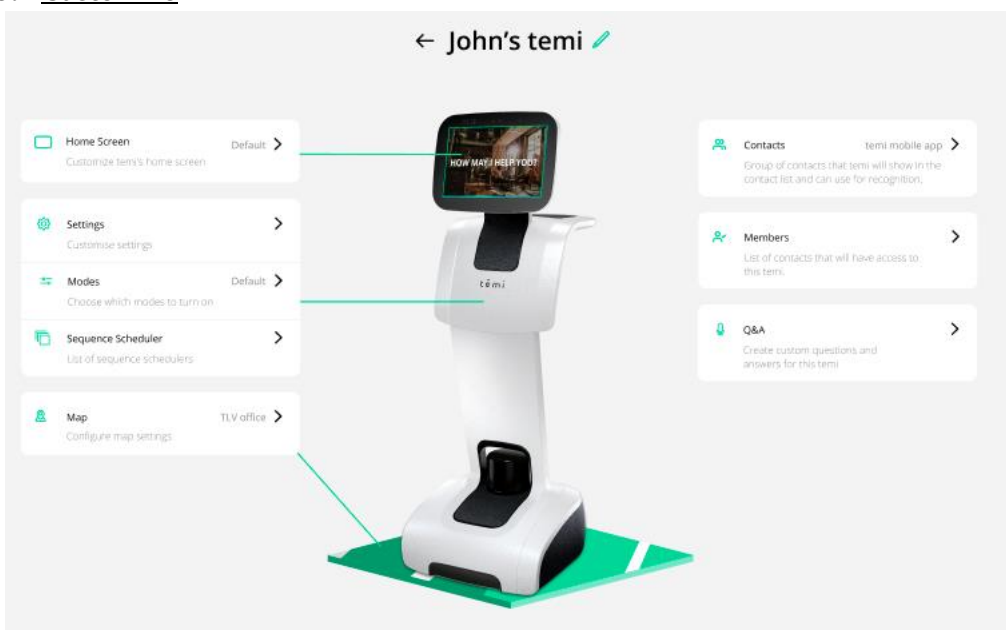 ← John's temi
Home Screen
Default
Customize temi's home screen
Settings
Customise settings
Modes
Default
Choose which modes to turn on
Sequence Scheduler
List of sequence schedulers
Map
TLV office
Configure map settings
HOW MAY I HELP YOU?
temi
Contacts
temi mobile app
Group of contacts that temi will show in the
contact list and can use for recognition.
Members
List of contacts that will have access to
this temi.
Q&A
Create custom questions and
answers for this temi